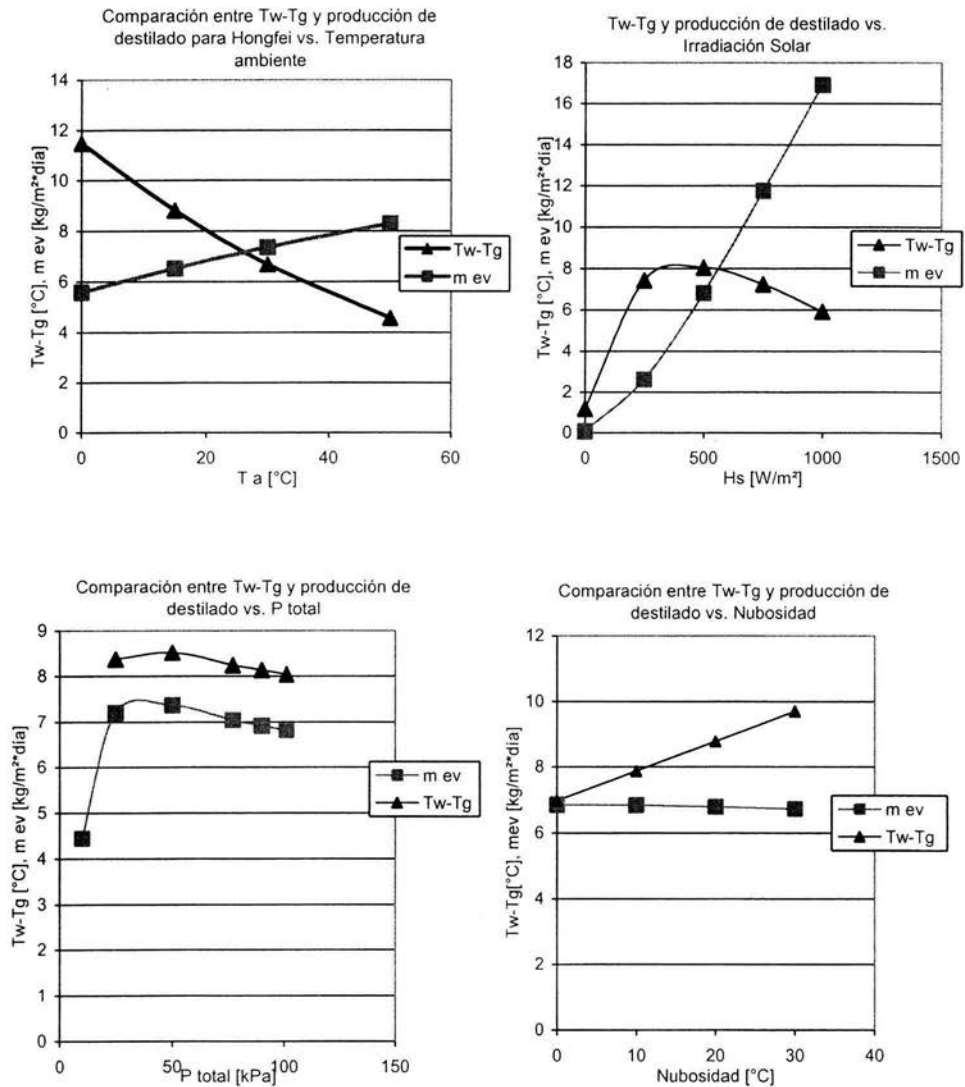 Comparación entre Tw-Tg y producción de
destilado para Hongfei vs. Temperatura
ambiente
14
12
10
8
6
4
2
0
Tw-Tg [°C], m ev [kg/m²*dia]
0 20 40 60
T a [°C]
Tw-Tg
m ev
Tw-Tg y producción de destilado vs.
Irradiación Solar
18
16
14
12
10
8
6
4
2
0
Tw-Tg [°C], m ev [kg/m²*dia]
0 500 1000 1500
Hs [W/m²]
Tw-Tg
m ev
Comparación entre Tw-Tg y producción de
destilado vs. P total
9
8
7
6
5
4
3
2
1
0
Tw-Tg [°C], m ev [kg/m²*dia]
0 50 100 150
P total [kPa]
m ev
Tw-Tg
Comparación entre Tw-Tg y producción de
destilado vs. Nubosidad
12
10
8
6
4
2
0
Tw-Tg[°C], mev [kg/m²*dia]
0 10 20 30 40
Nubosidad [°C]
m ev
Tw-Tg